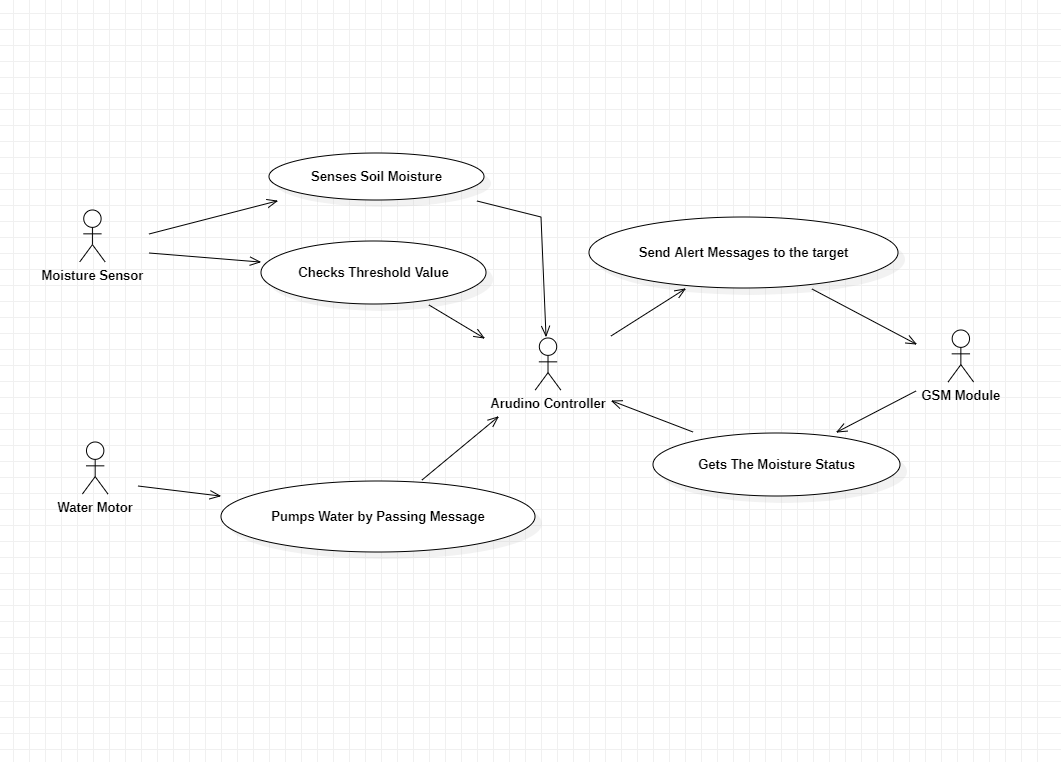 Senses Soil Moisture
Send Alert Messages to the target
Moisture Sensor
Checks Threshold Value
Arudino Controller
GSM Module
Gets The Moisture Status
Water Motor
Pumps Water by Passing Message